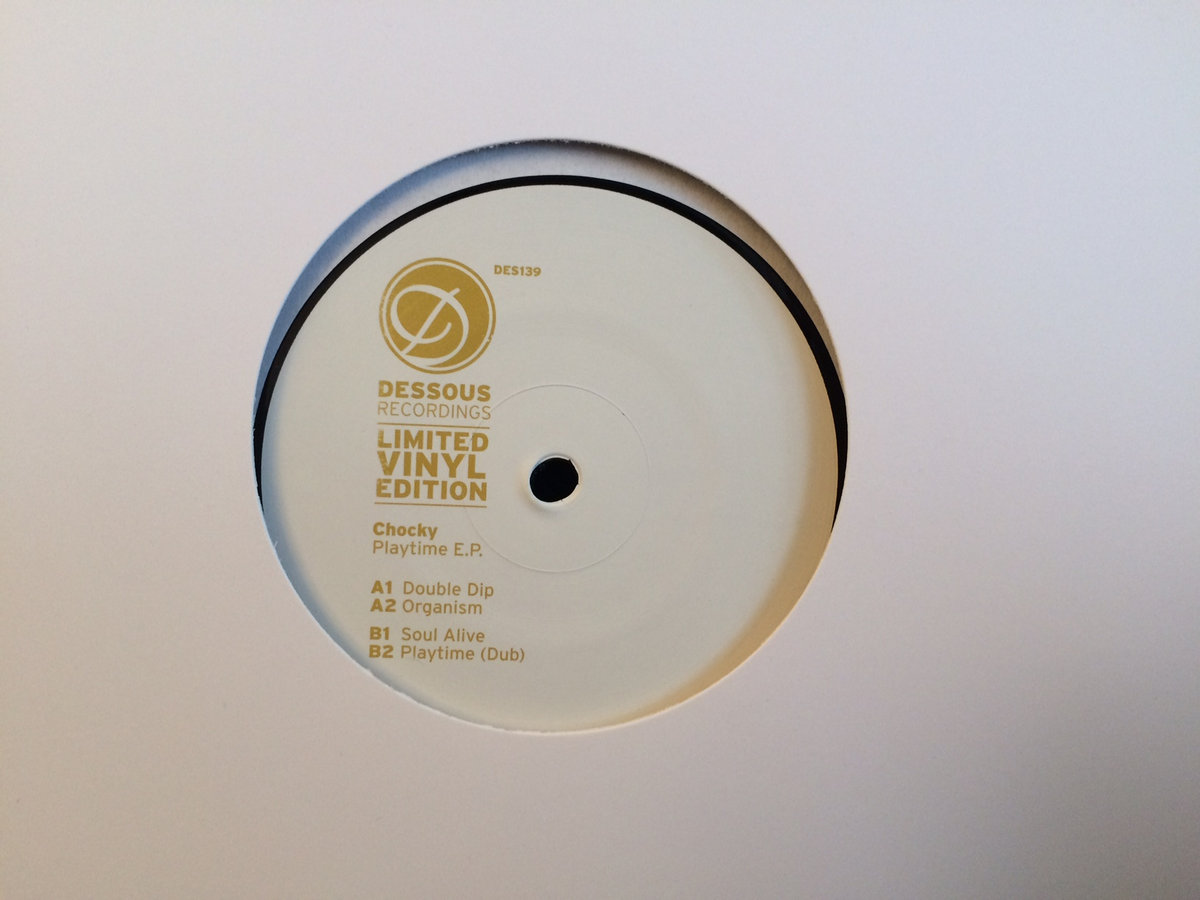 DES139
DESSOUS
RECORDINGS
LIMITED
VINYL
EDITION
Chocky
Playtime E.P.
A1 Double Dip
A2 Organism
B1 Soul Alive
B2 Playtime (Dub)